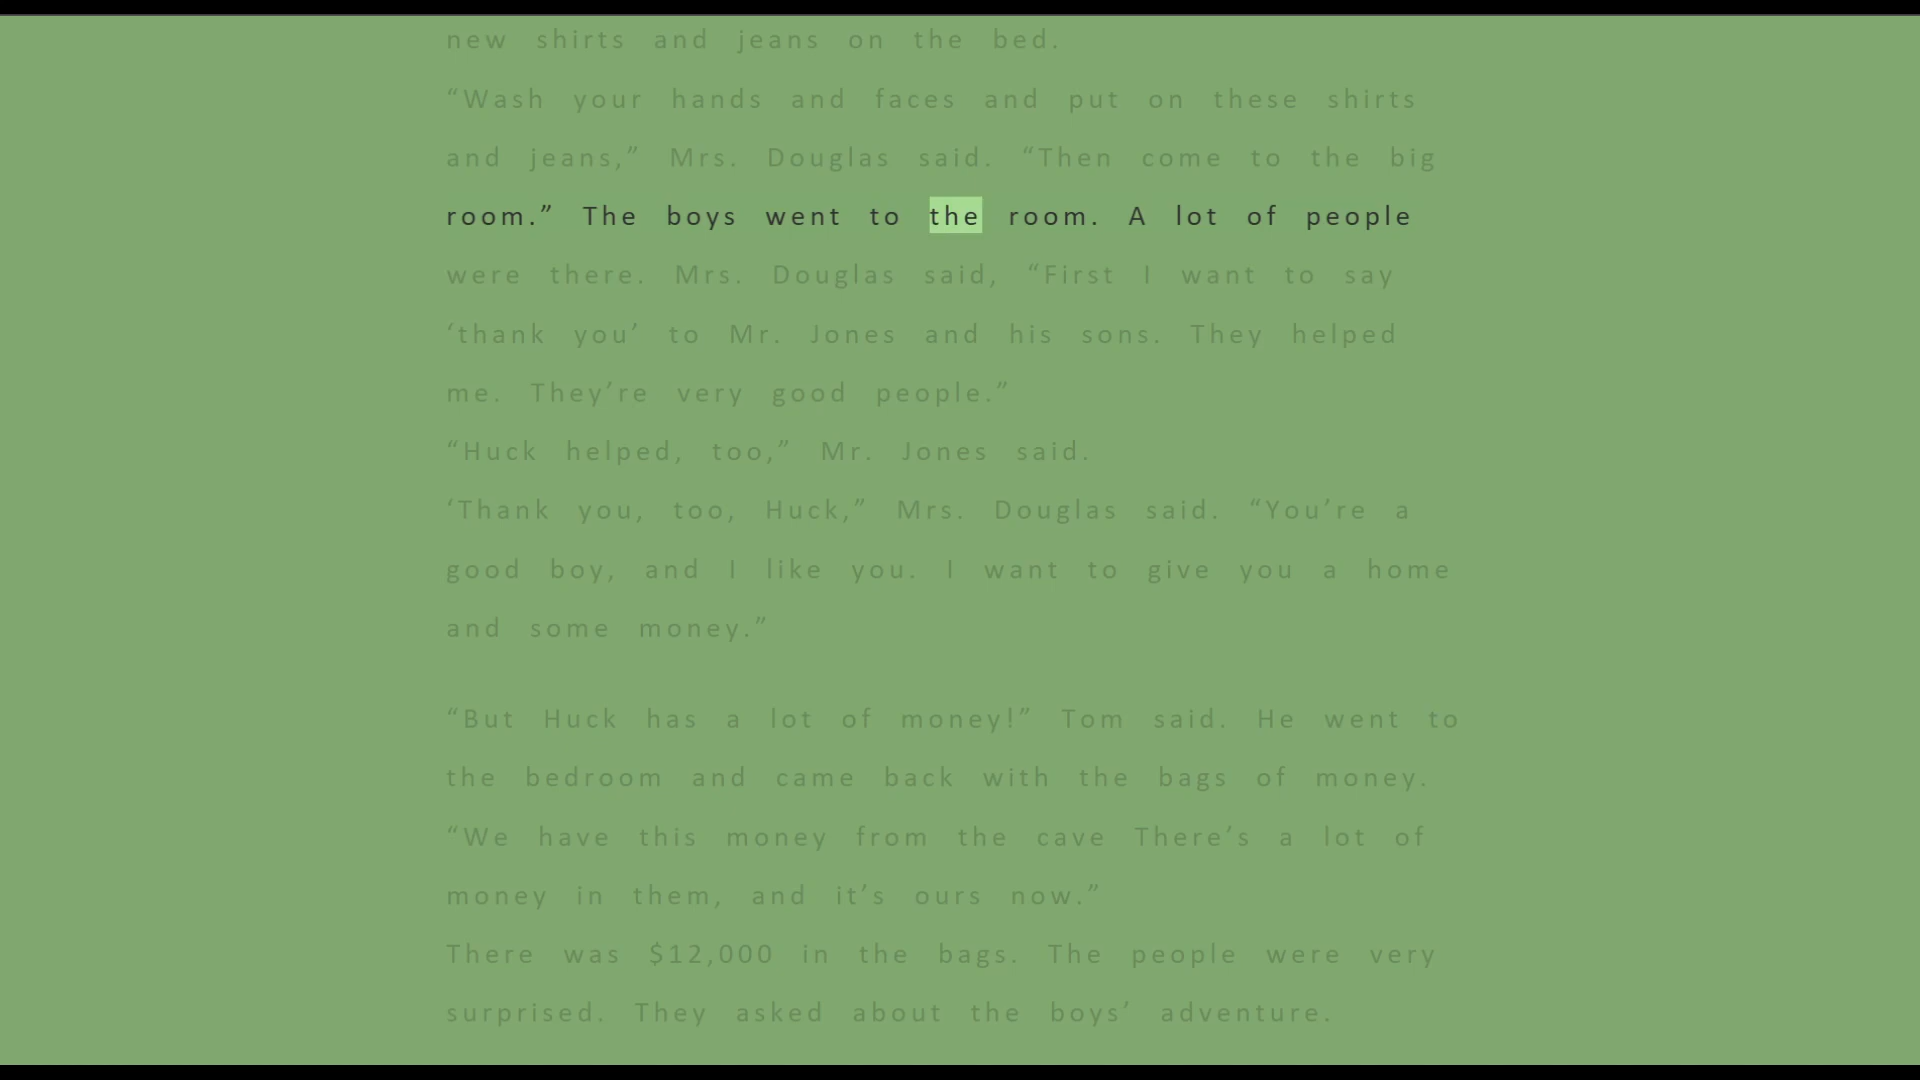 new shirts and jeans on the bed.
“Wash your hands and faces and put on these shirts
and jeans,” Mrs. Douglas said. “Then come to the big
room.” The boys went to the room. A lot of people
were there. Mrs. Douglas said, “First I want to say
‘thank you’ to Mr. Jones and his sons. They helped
me. They’re very good people.”
“Huck helped, too,” Mr. Jones said.
‘Thank you, too, Huck,” Mrs. Douglas said. “You’re a
good boy, and I like you. I want to give you a home
and some money.”
“But Huck has a lot of money!” Tom said. He went to
the bedroom and came back with the bags of money.
“We have this money from the cave There’s a lot of
money in them, and it’s ours now.”
There was $12,000 in the bags. The people were very
surprised. They asked about the boys’ adventure.